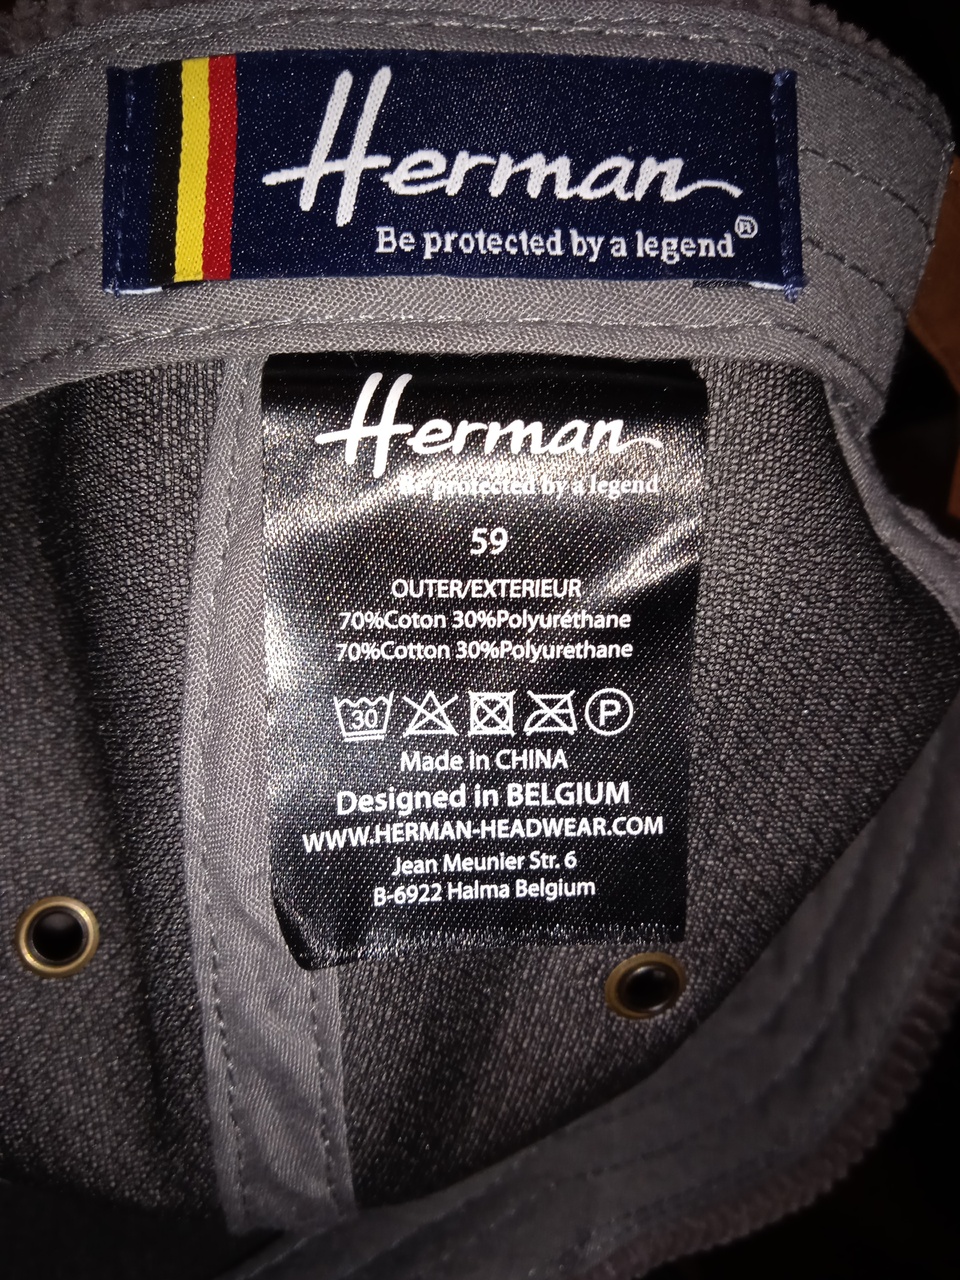 Herman
Be protected by a legend®
Herman
Be protected by a legend
59
OUTER/EXTERIEUR
70%Coton 30%Polyuréthane
70%Cotton 30%Polyurethane
30 P
Made in CHINA
Designed in BELGIUM
WWW.HERMAN-HEADWEAR.COM
Jean Meunier Str. 6
B-6922 Halma Belgium